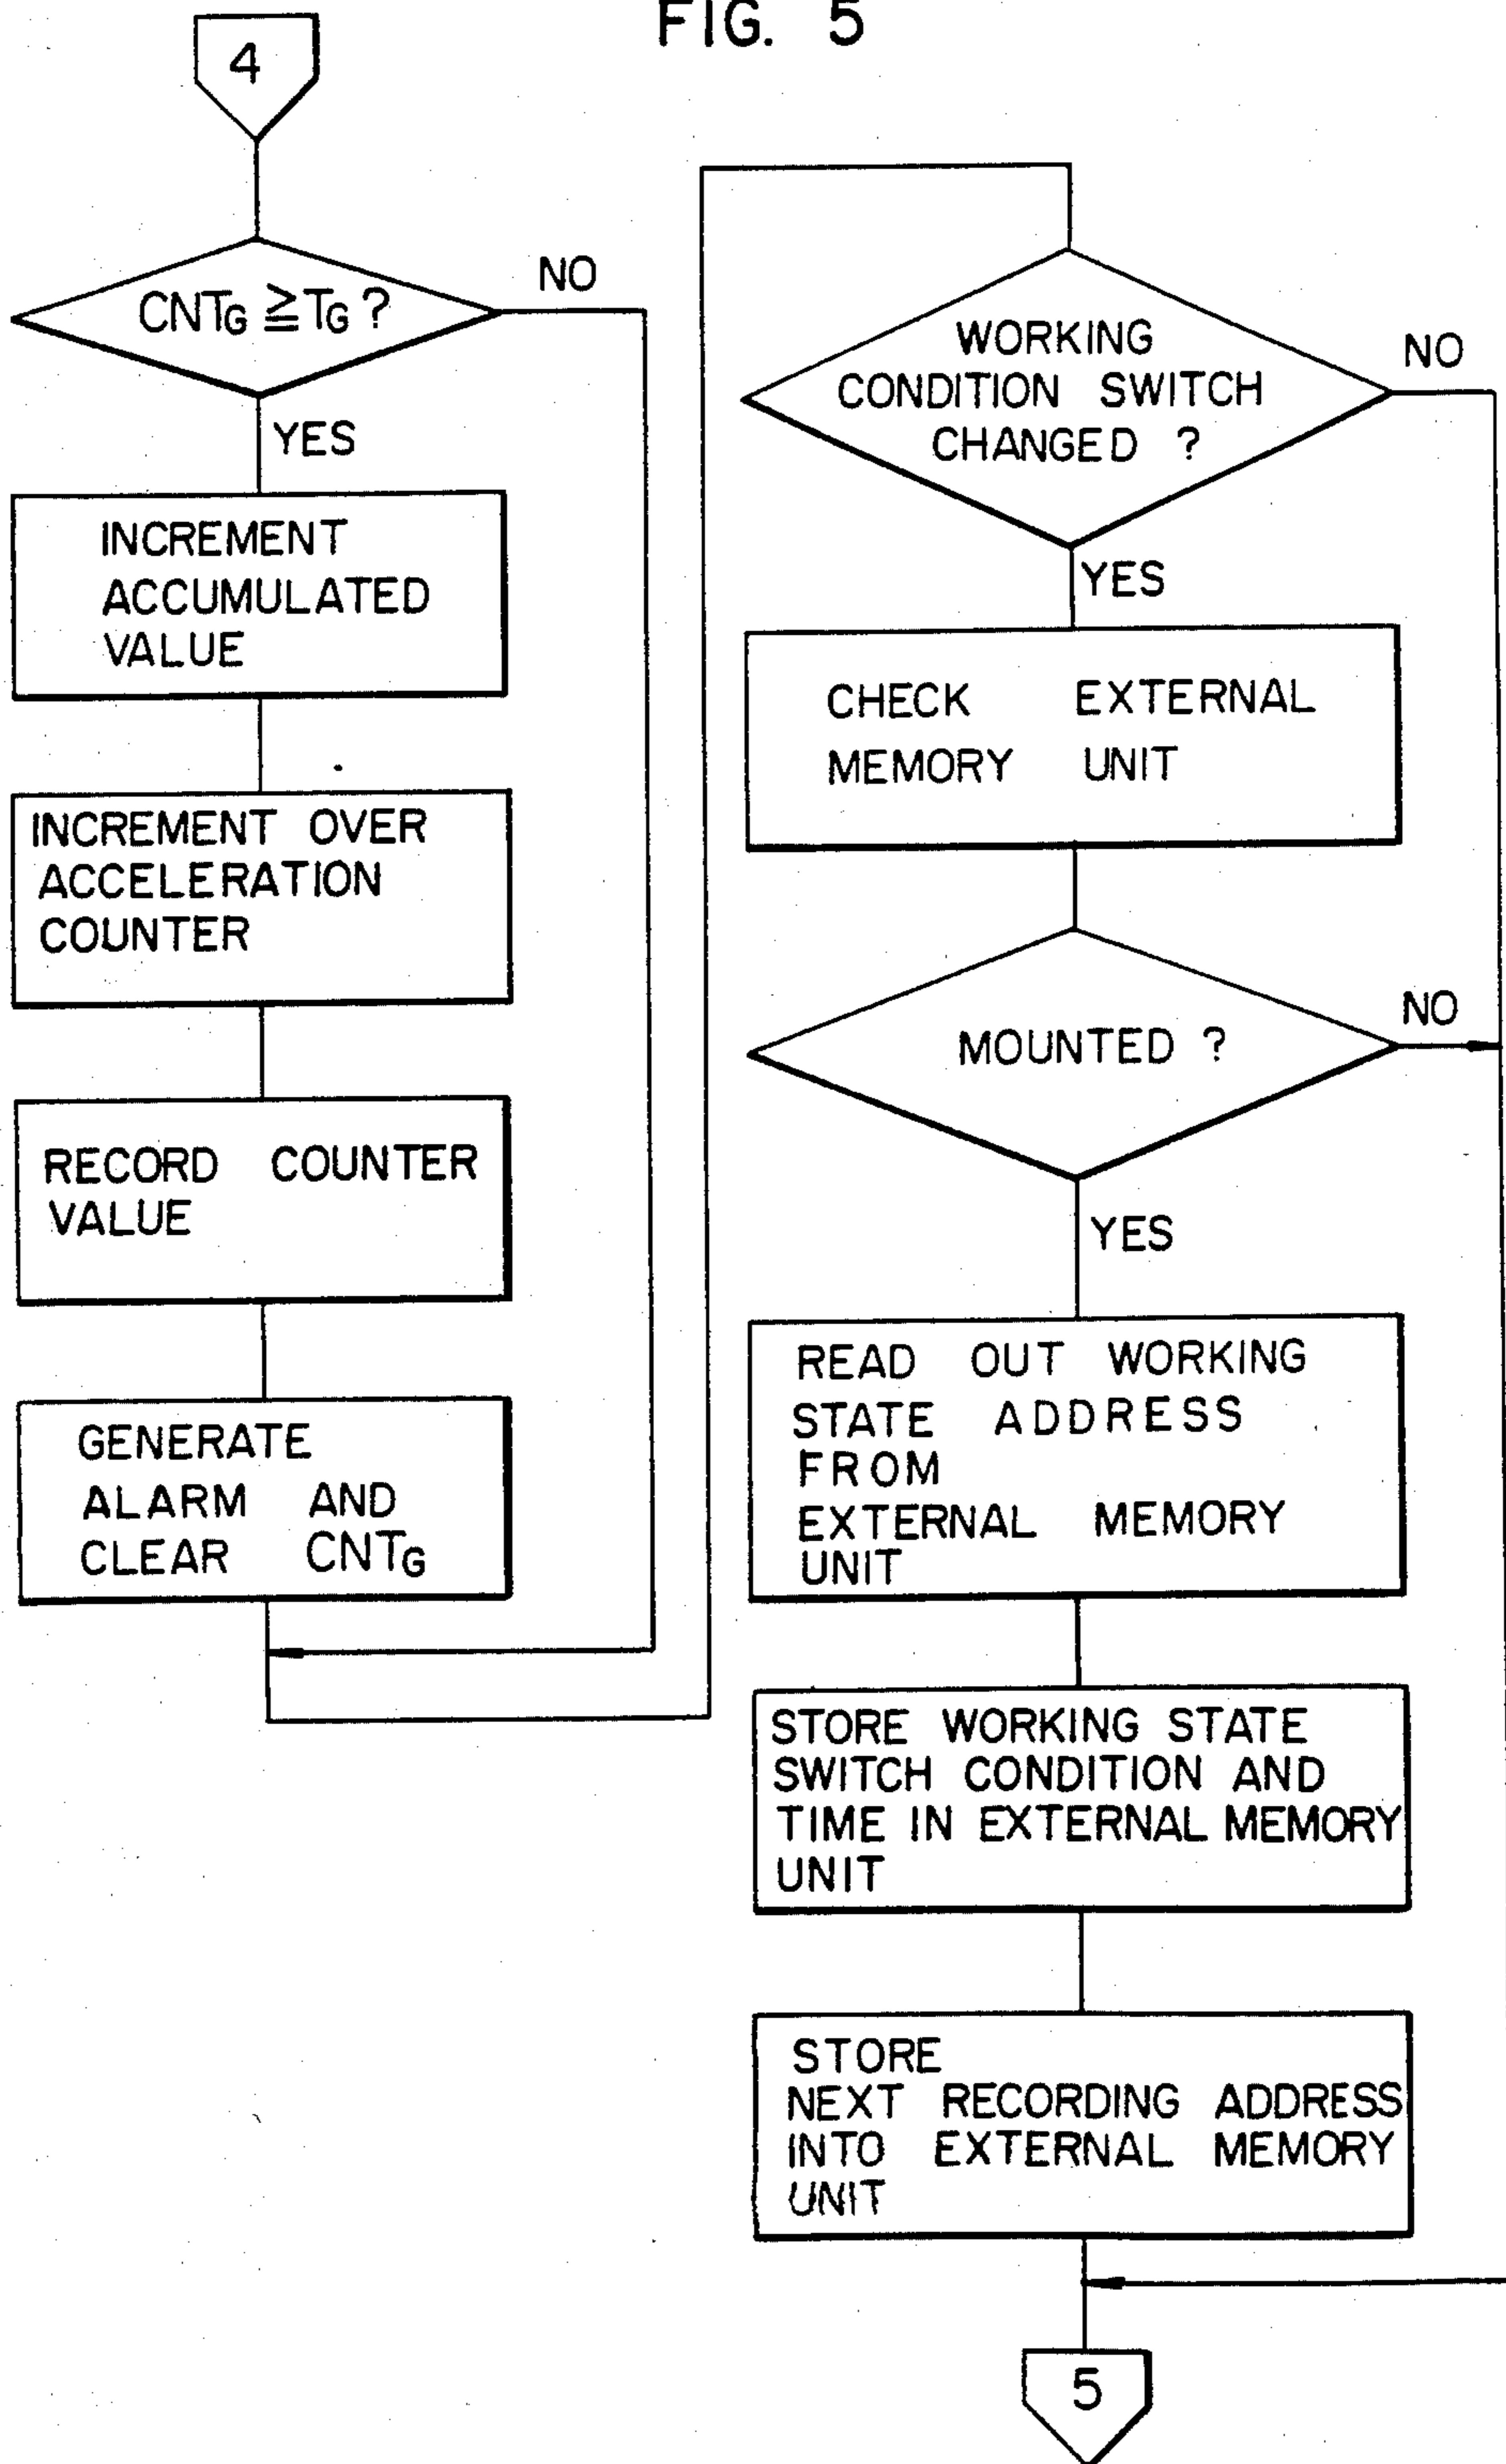 FIG. 5
4
CNTG ≧ TG ?
NO
YES
INCREMENT
ACCUMULATED
VALUE
INCREMENT OVER
ACCELERATION
COUNTER
RECORD COUNTER
VALUE
GENERATE
ALARM AND
CLEAR CNTG
WORKING
CONDITION SWITCH
CHANGED ?
NO
YES
CHECK EXTERNAL
MEMORY UNIT
MOUNTED ?
NO
YES
READ OUT WORKING
STATE ADDRESS
FROM
EXTERNAL MEMORY
UNIT
STORE WORKING STATE
SWITCH CONDITION AND
TIME IN EXTERNAL MEMORY
UNIT
STORE
NEXT RECORDING ADDRESS
INTO EXTERNAL MEMORY
UNIT
5